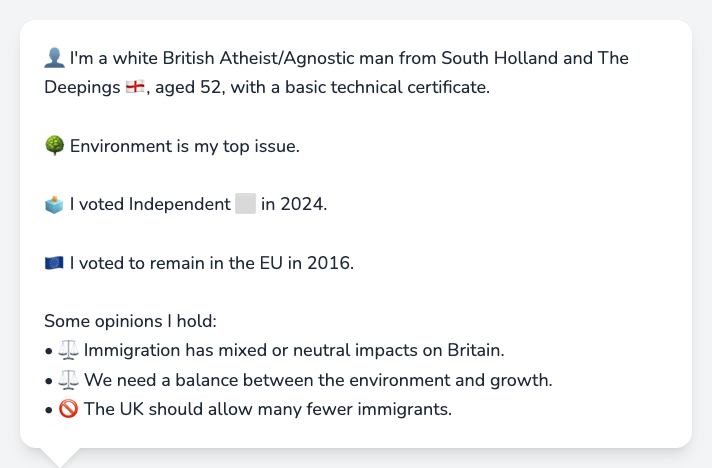 👤 I'm a white British Atheist/Agnostic man from South Holland and The
Deepings 🏴󠁧󠁢󠁥󠁮󠁧󠁿, aged 52, with a basic technical certificate.
🌳 Environment is my top issue.
🗳️ I voted Independent ⬜ in 2024.
🇪🇺 I voted to remain in the EU in 2016.
Some opinions I hold:
• ⚖️ Immigration has mixed or neutral impacts on Britain.
• ⚖️ We need a balance between the environment and growth.
• 🚫 The UK should allow many fewer immigrants.